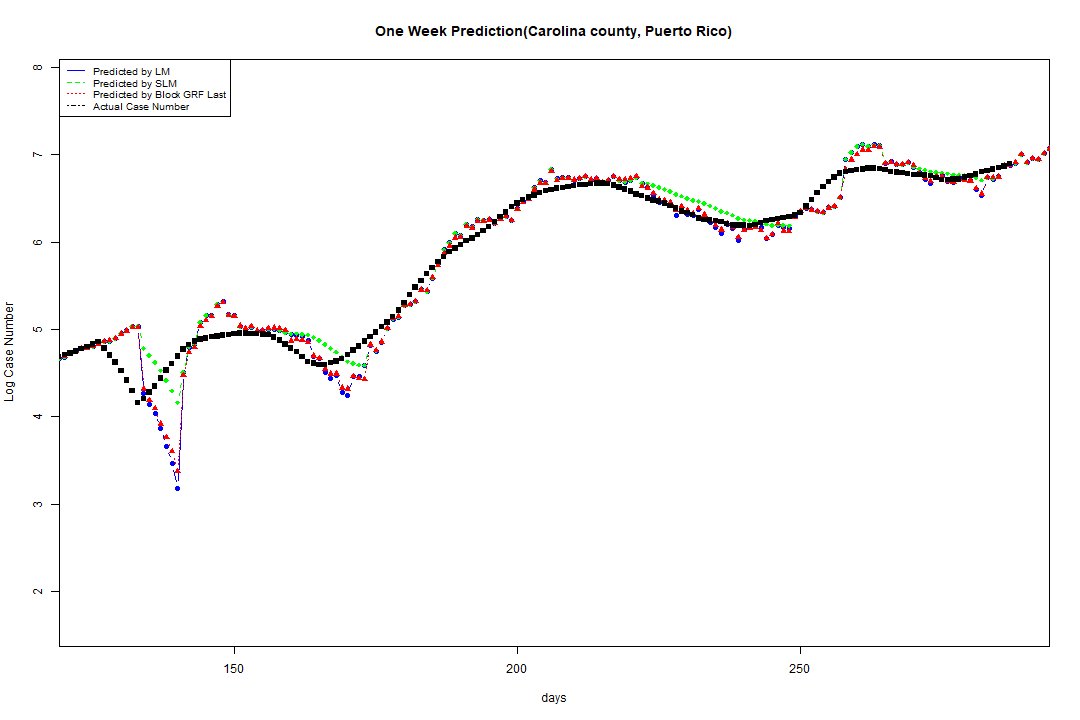 One Week Prediction(Carolina county, Puerto Rico)
Predicted by LM
Predicted by SLM
Predicted by Block GRF Last
Actual Case Number
8
7
6
5
4
3
2
Log Case Number
150
200
250
days